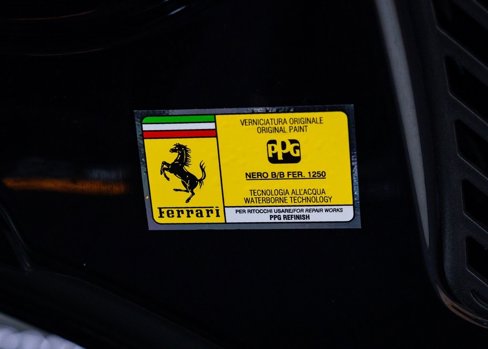 VERNICIATURA ORIGINALE
ORIGINAL PAINT
PPG
NERO B/B FER. 1250
TECNOLOGIA ALL'ACQUA
WATERBORNE TECHNOLOGY
Ferrari
PER RITOCCHI USARE/FOR REPAIR WORKS
PPG REFINISH